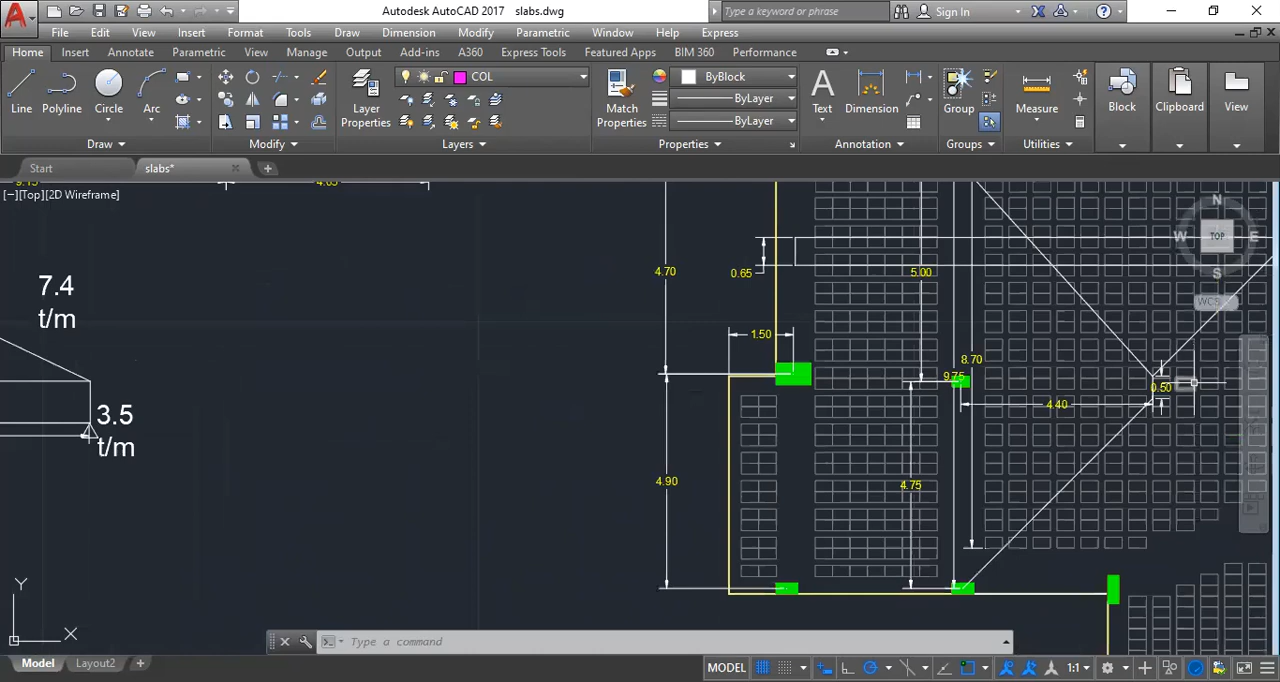 Autodesk AutoCAD 2017 slabs.dwg
Type a keyword or phrase
Sign In
File Edit View Insert Format Tools Draw Dimension Modify Parametric Window Help Express
Home Insert Annotate Parametric View Manage Output Add-ins A360 Express Tools Featured Apps BIM 360 Performance
COL
ByBlock
ByLayer
ByLayer
Line Polyline Circle Arc
Layer Properties
Match Properties
Text Dimension
Group
Measure
Block
Clipboard
View
Draw Modify Layers Properties Annotation Groups Utilities
Start slabs*
[−][Top][2D Wireframe]
9.15 4.65
N
W TOP E
S
WCS
7.4
t/m
3.5
t/m
4.70
0.65
5.00
1.50
8.70
9.75
0.50
4.40
4.90
4.75
Y
X
Type a command
Model Layout2
MODEL
1:1